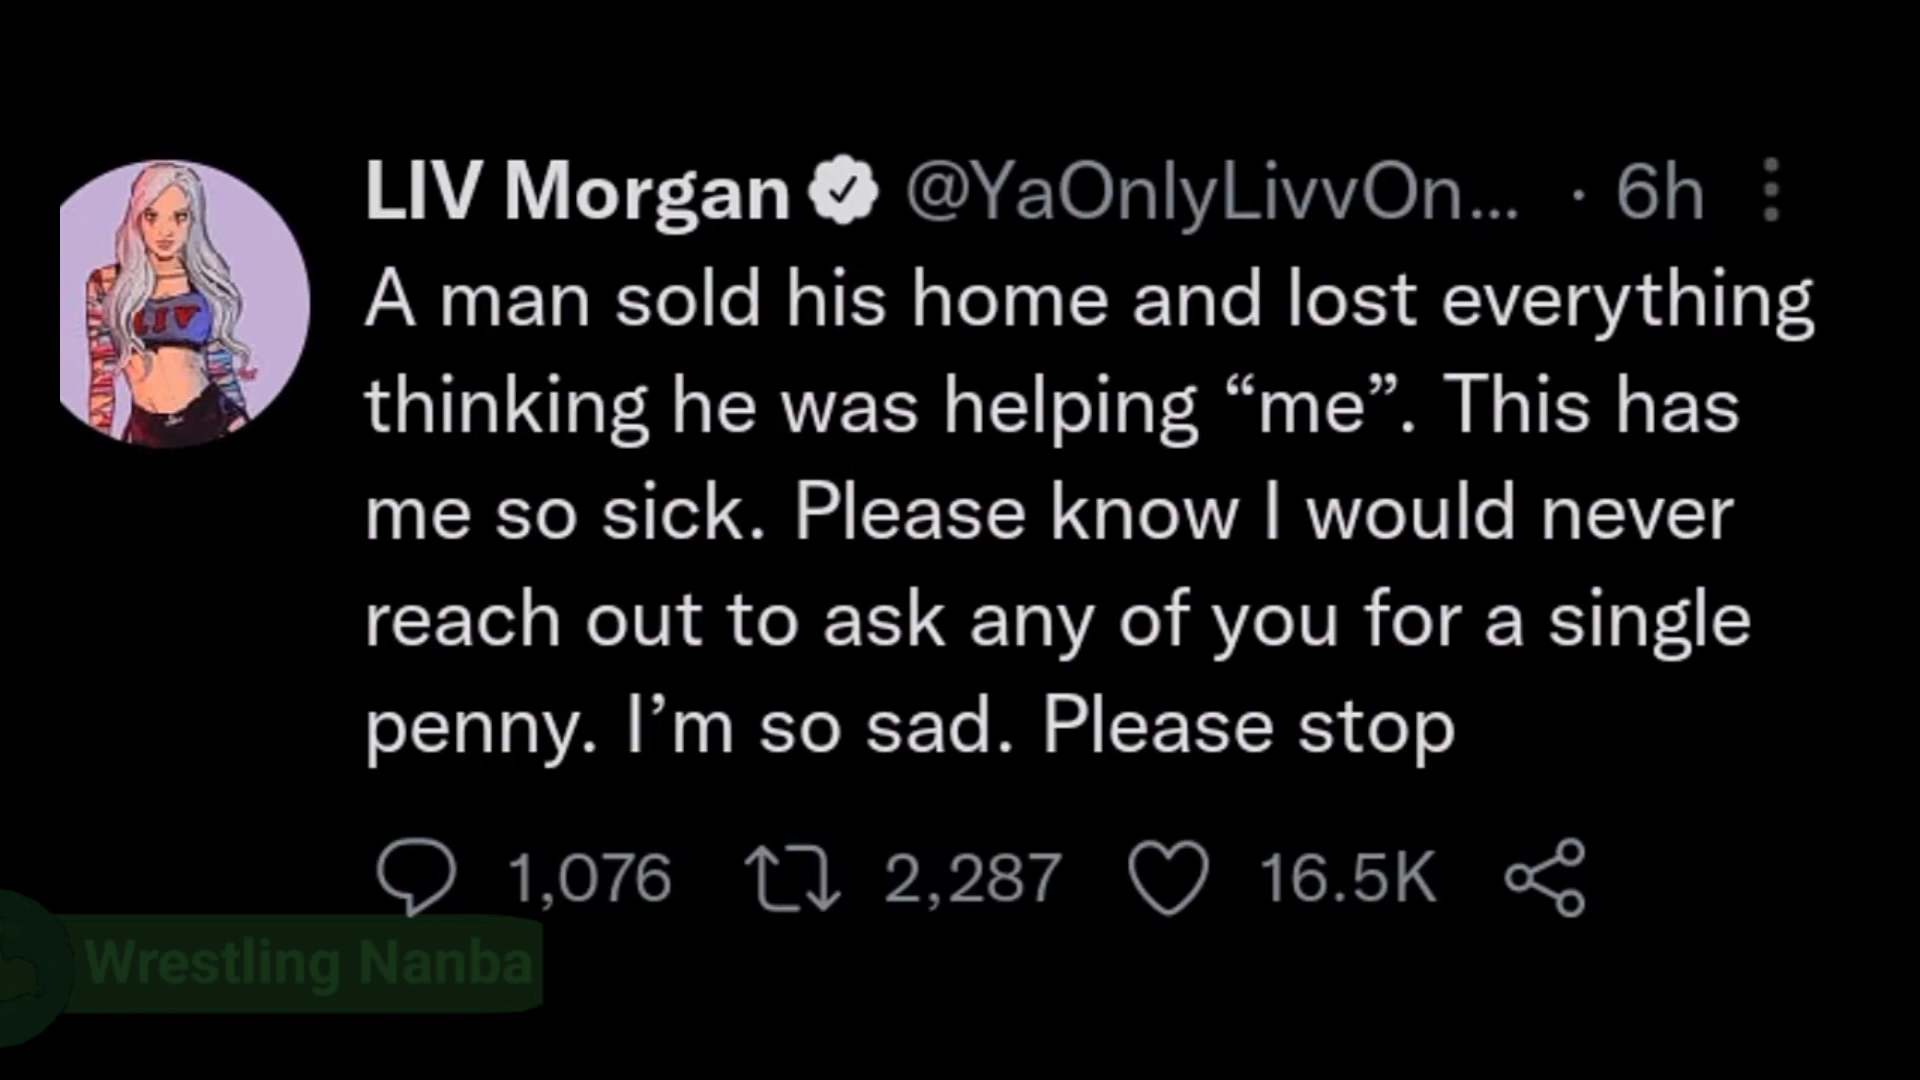 LIV Morgan @YaOnlyLivvOn... · 6h
A man sold his home and lost everything
thinking he was helping “me”. This has
me so sick. Please know I would never
reach out to ask any of you for a single
penny. I’m so sad. Please stop
1,076 2,287 16.5K
Wrestling Nanba
LIV